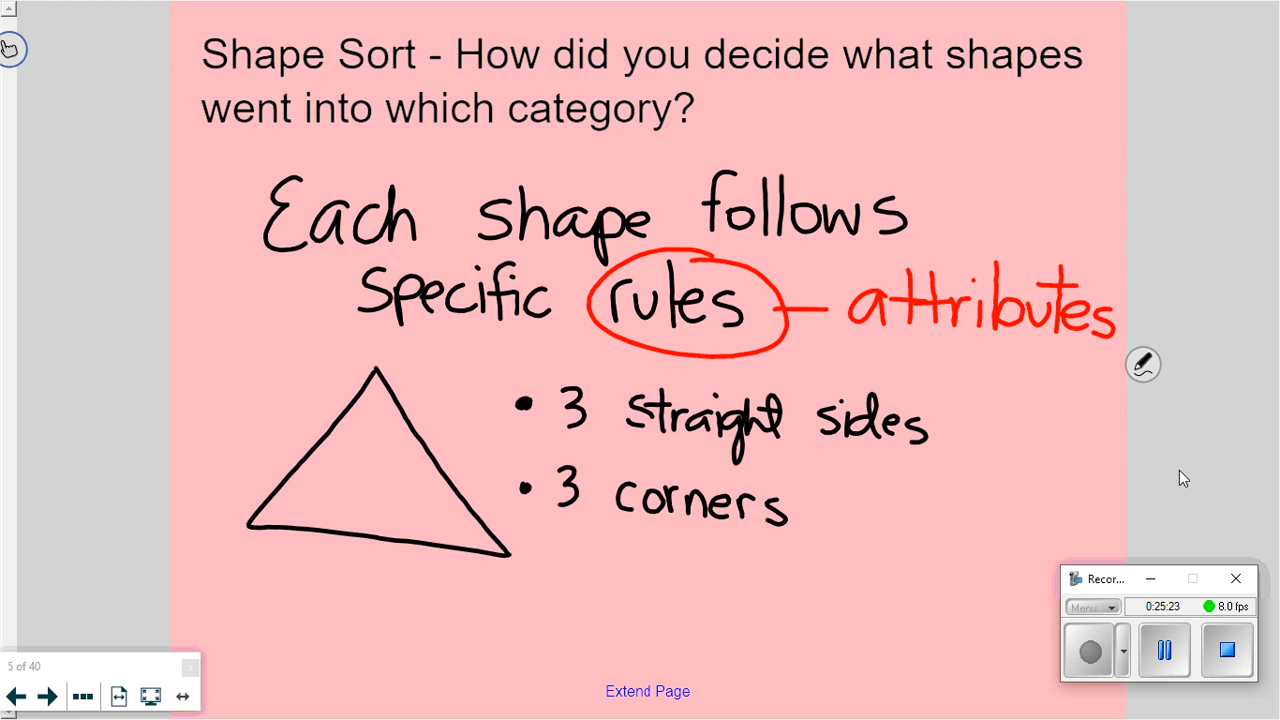 Shape Sort - How did you decide what shapes
went into which category?
Each shape follows
specific rules - attributes
• 3 straight sides
• 3 corners
Recor...
Menu
0:25:23
8.0 fps
5 of 40
Extend Page